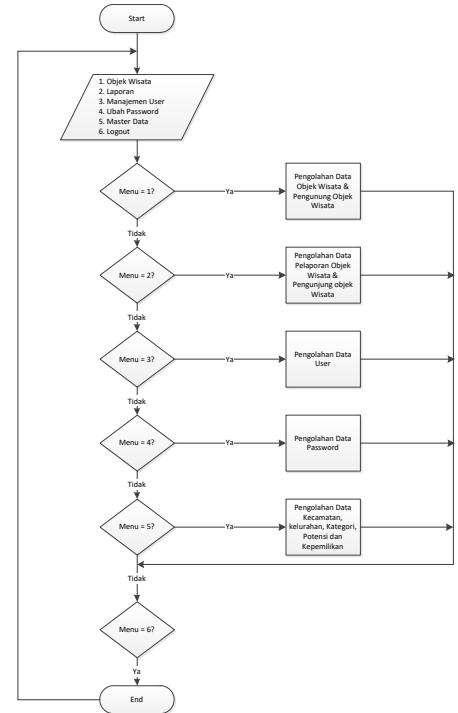 Start
1. Objek Wisata
2. Laporan
3. Manajemen User
4. Ubah Password
5. Master Data
6. Logout
Menu = 1?
Ya
Pengolahan Data
Objek Wisata &
Pengunung Objek
Wisata
Tidak
Menu = 2?
Ya
Pengolahan Data
Pelaporan Objek
Wisata &
Pengunjung objek
Wisata
Tidak
Menu = 3?
Ya
Pengolahan Data
User
Tidak
Menu = 4?
Ya
Pengolahan Data
Password
Tidak
Menu = 5?
Ya
Pengolahan Data
Kecamatan,
kelurahan, Kategori,
Potensi dan
Kepemilikan
Tidak
Menu = 6?
Ya
End